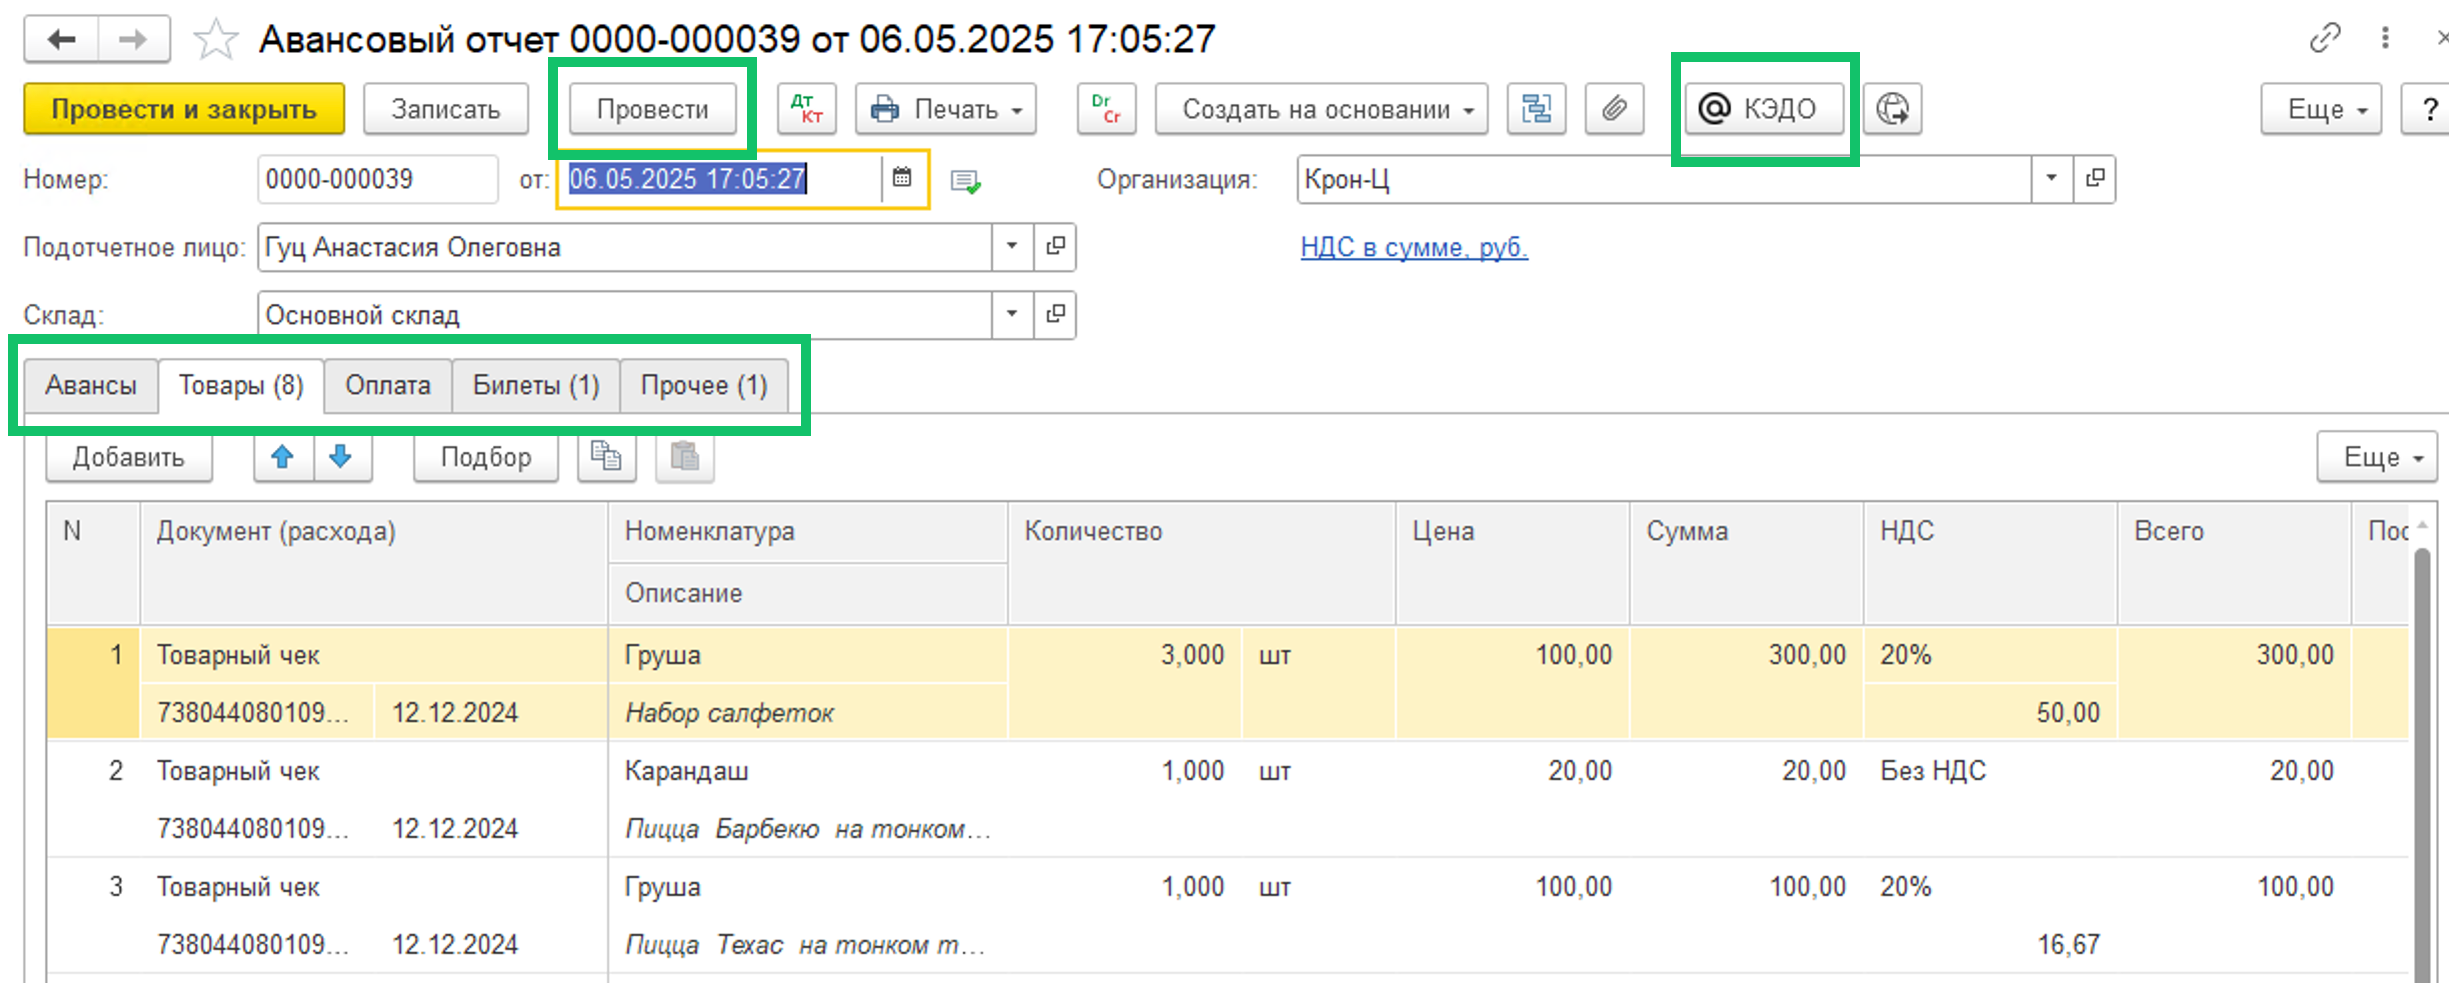 Авансовый отчет 0000-000039 от 06.05.2025 17:05:27
Провести и закрыть Записать Провести Дт Кт Печать Dr Cr Создать на основании @ КЭДО Еще ?
Номер: 0000-000039 от: 06.05.2025 17:05:27 Организация: Крон-Ц
Подотчетное лицо: Гуц Анастасия Олеговна НДС в сумме, руб.
Склад: Основной склад
Авансы Товары (8) Оплата Билеты (1) Прочее (1)
Добавить Подбор Еще
N Документ (расхода) Номенклатура Количество Цена Сумма НДС Всего Пос
Описание
1 Товарный чек Груша 3,000 шт 100,00 300,00 20% 300,00
738044080109... 12.12.2024 Набор салфеток 50,00
2 Товарный чек Карандаш 1,000 шт 20,00 20,00 Без НДС 20,00
738044080109... 12.12.2024 Пицца Барбекю на тонком...
3 Товарный чек Груша 1,000 шт 100,00 100,00 20% 100,00
738044080109... 12.12.2024 Пицца Техас на тонком т... 16,67